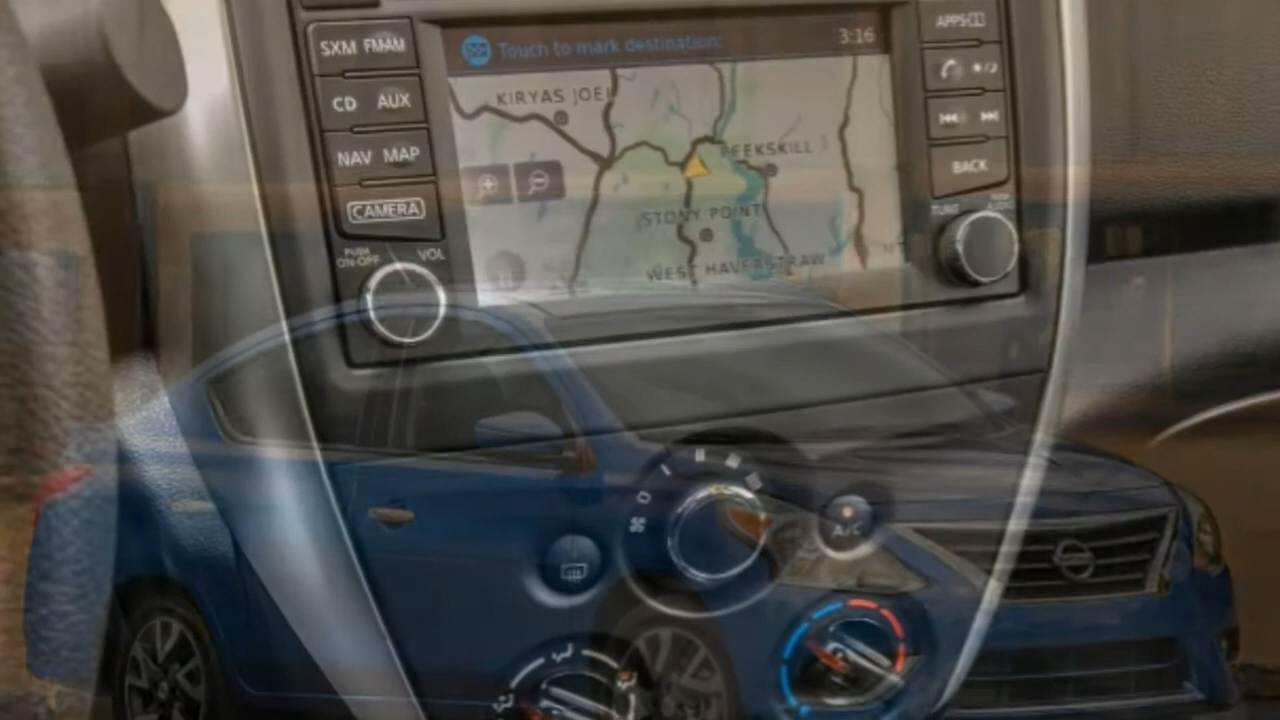 SXM FM·AM
CD AUX
NAV MAP
CAMERA
PUSH
ON·OFF
VOL
Touch to mark destination:
3:16
KIRYAS JOEL
PEEKSKILL
STONY POINT
WEST HAVERSTRAW
APPS
BACK
TUNE
A/C